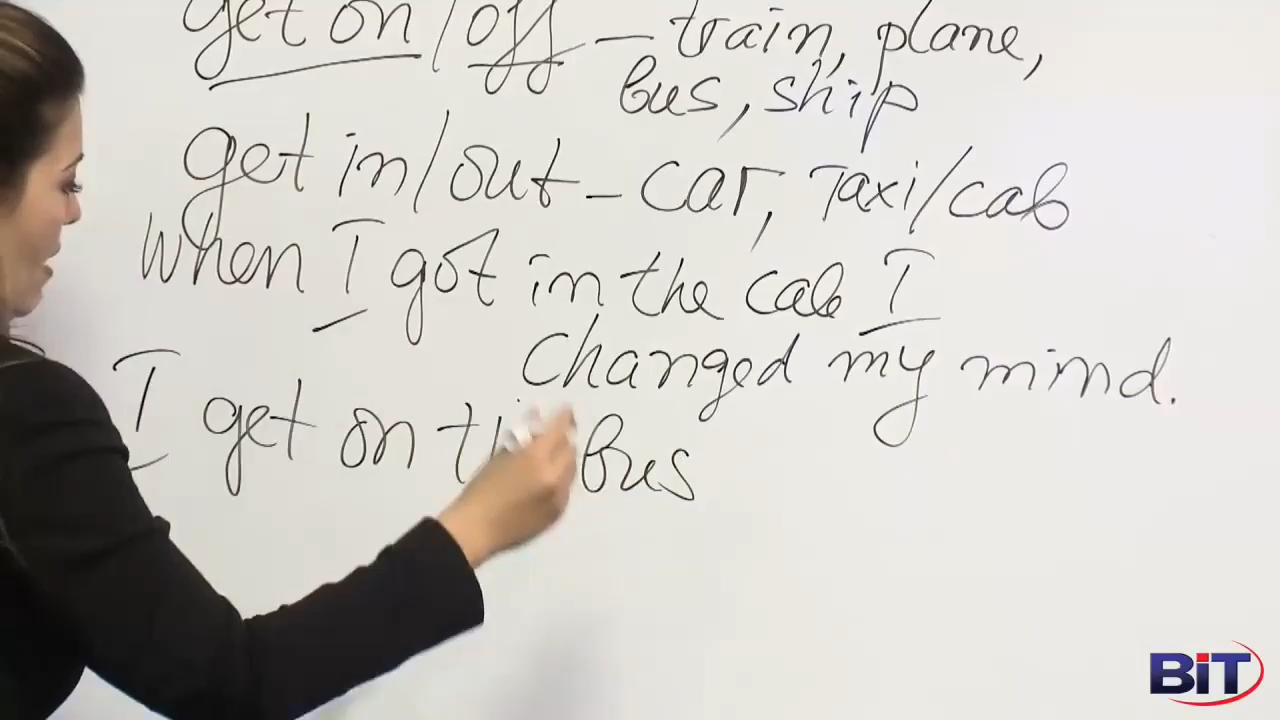 get on/off – train, plane,
bus, ship
get in/out – car, Taxi/cab
When I got in the cab I
changed my mind.
I get on bus
BiT